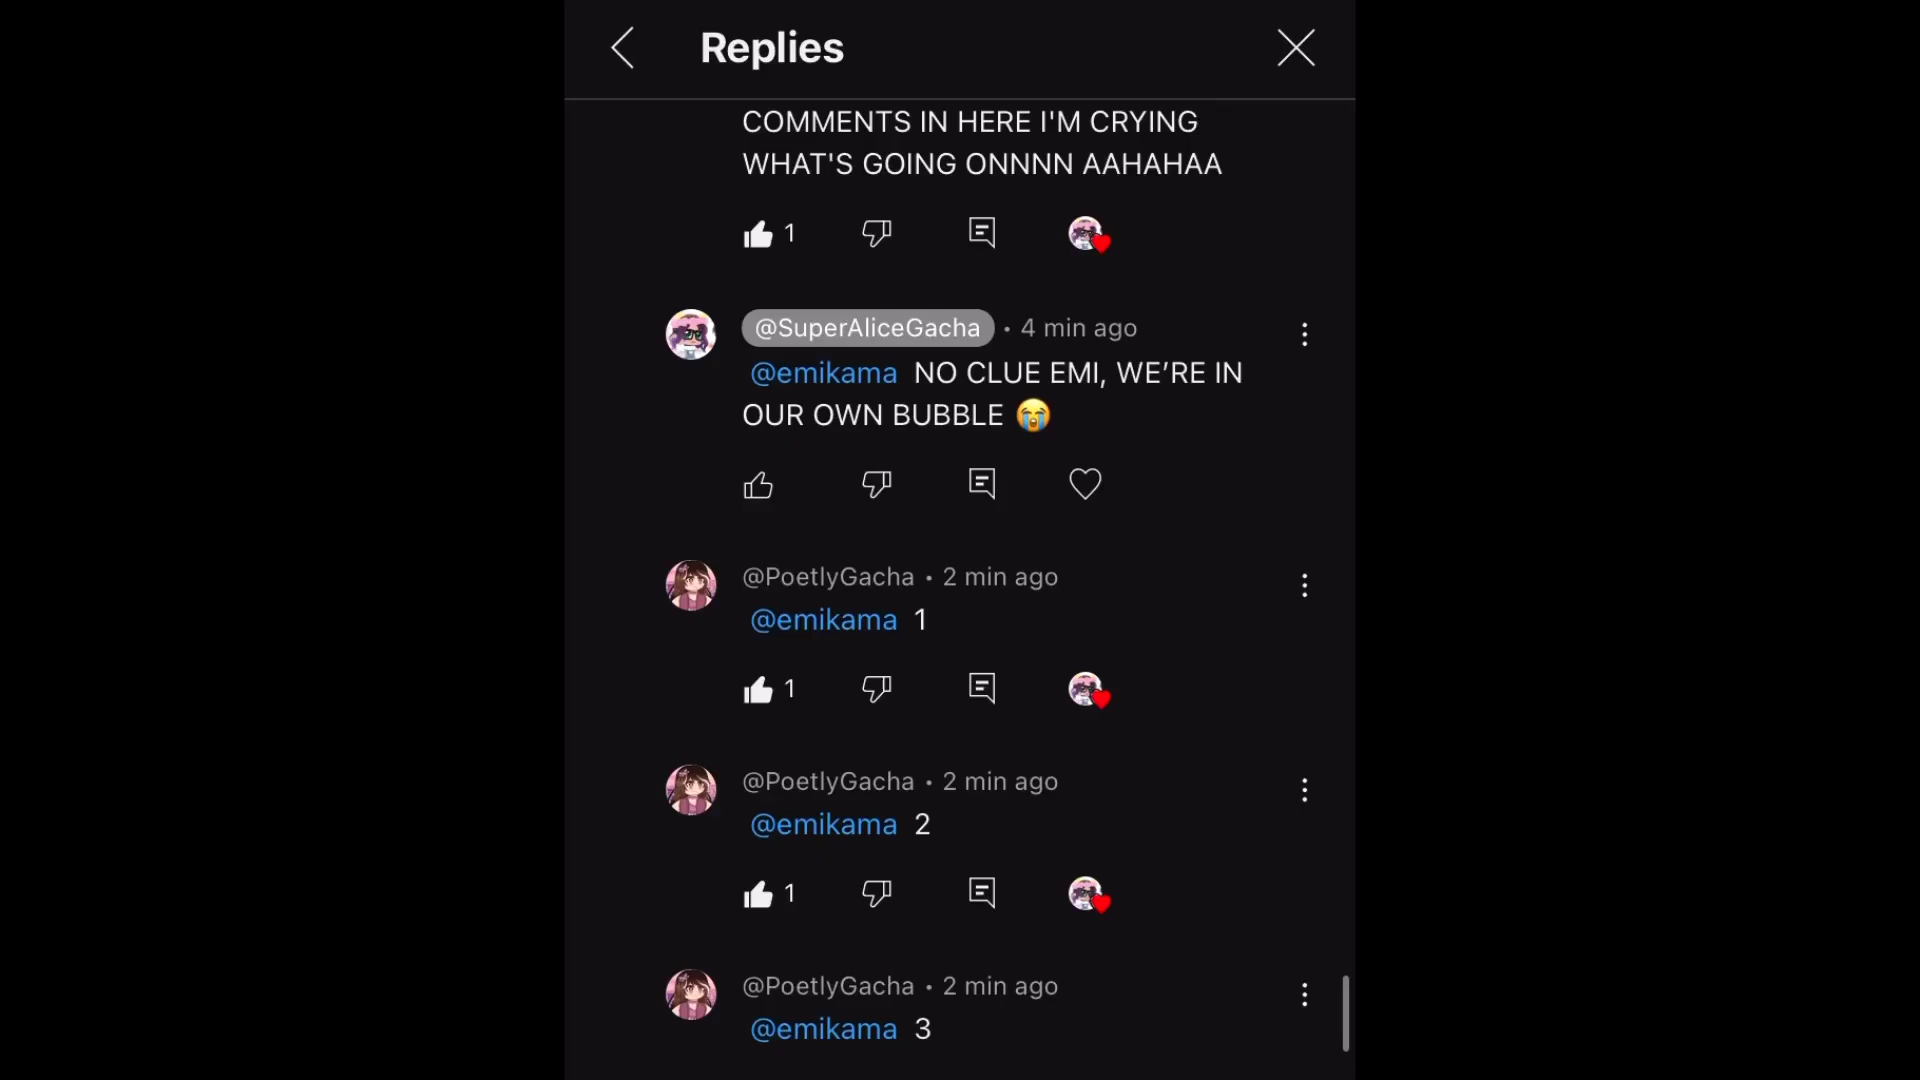 Replies
COMMENTS IN HERE I'M CRYING
WHAT'S GOING ONNNN AAHAHAA
1
@SuperAliceGacha • 4 min ago
@emikama NO CLUE EMI, WE’RE IN
OUR OWN BUBBLE 😭
@PoetlyGacha • 2 min ago
@emikama 1
1
@PoetlyGacha • 2 min ago
@emikama 2
1
@PoetlyGacha • 2 min ago
@emikama 3